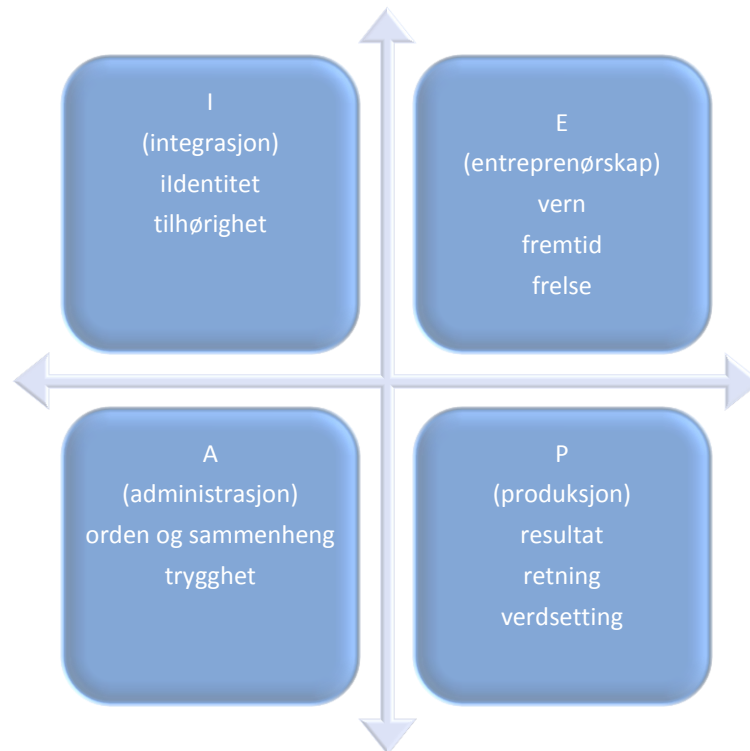 I
(integrasjon)
iIdentitet
tilhørighet
E
(entreprenørskap)
vern
fremtid
frelse
A
(administrasjon)
orden og sammenheng
trygghet
P
(produksjon)
resultat
retning
verdsetting